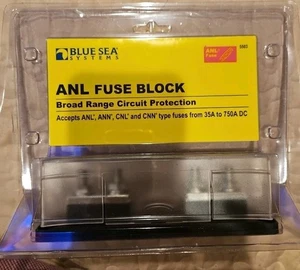 BLUE SEA
SYSTEMS
ANL®
Fuse
ANL FUSE BLOCK
Broad Range Circuit Protection
Accepts ANL®, ANN®, CNL® and CNN® type fuses from 35A to 750A DC